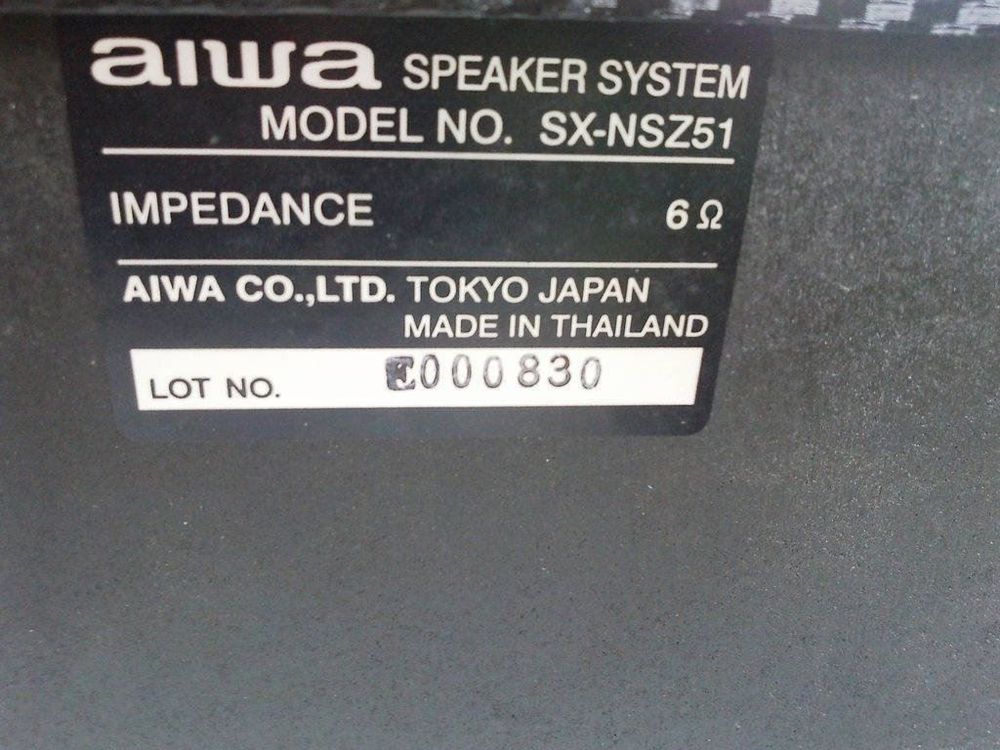 aiwa SPEAKER SYSTEM
MODEL NO. SX-NSZ51
IMPEDANCE 6 Ω
AIWA CO.,LTD. TOKYO JAPAN
MADE IN THAILAND
LOT NO. C000830